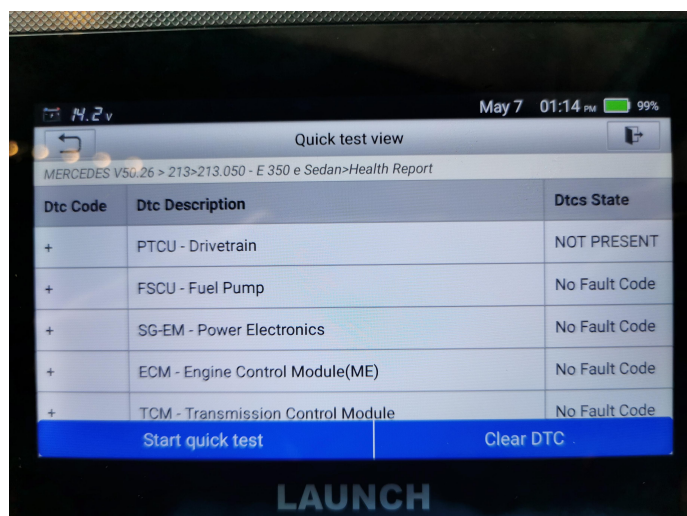 14.2 v
May 7 01:14 PM 99%
Quick test view
MERCEDES V50.26 > 213>213.050 - E 350 e Sedan>Health Report
Dtc Code Dtc Description Dtcs State
+ PTCU - Drivetrain NOT PRESENT
+ FSCU - Fuel Pump No Fault Code
+ SG-EM - Power Electronics No Fault Code
+ ECM - Engine Control Module(ME) No Fault Code
+ TCM - Transmission Control Module No Fault Code
Start quick test Clear DTC
LAUNCH